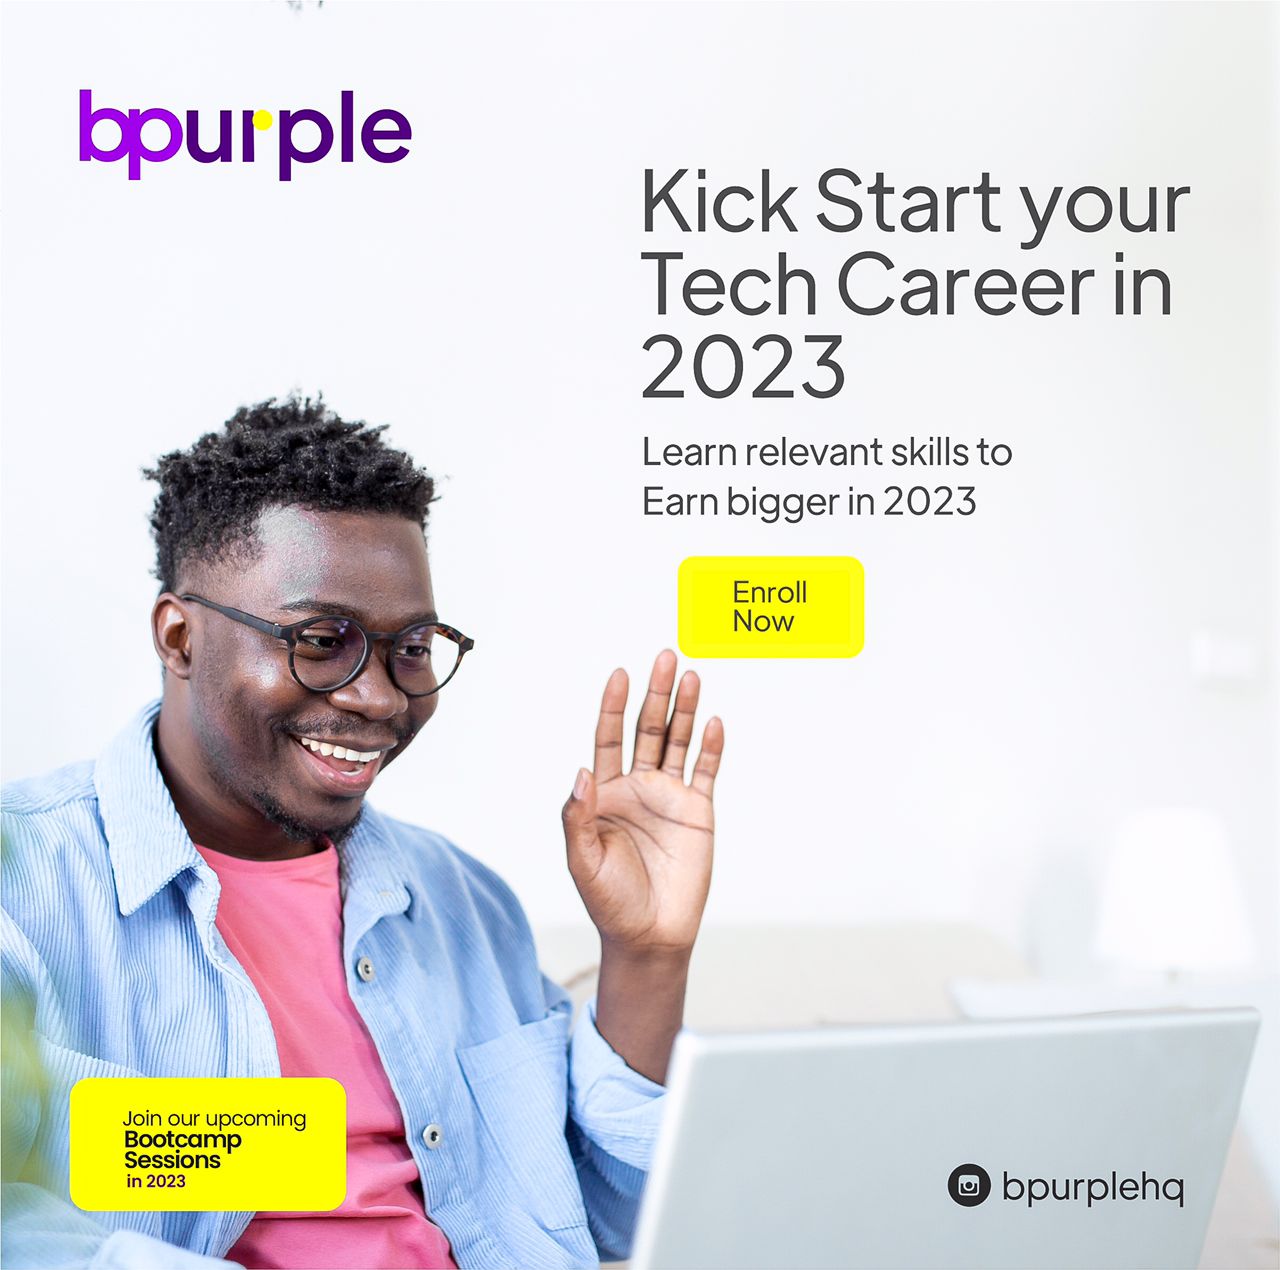 bpurple
Kick Start your
Tech Career in
2023
Learn relevant skills to
Earn bigger in 2023
Enroll
Now
Join our upcoming
Bootcamp
Sessions
in 2023
bpurplehq